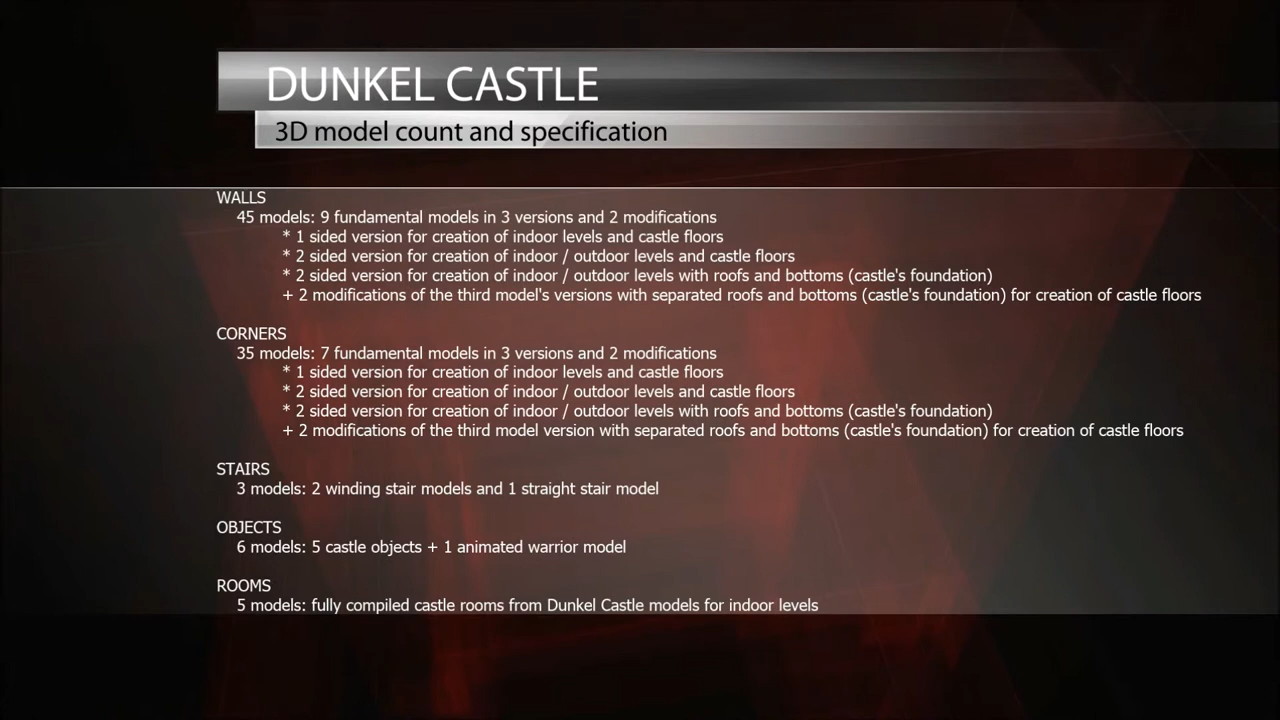 DUNKEL CASTLE
3D model count and specification
WALLS
45 models: 9 fundamental models in 3 versions and 2 modifications
* 1 sided version for creation of indoor levels and castle floors
* 2 sided version for creation of indoor / outdoor levels and castle floors
* 2 sided version for creation of indoor / outdoor levels with roofs and bottoms (castle's foundation)
+ 2 modifications of the third model's versions with separated roofs and bottoms (castle's foundation) for creation of castle floors
CORNERS
35 models: 7 fundamental models in 3 versions and 2 modifications
* 1 sided version for creation of indoor levels and castle floors
* 2 sided version for creation of indoor / outdoor levels and castle floors
* 2 sided version for creation of indoor / outdoor levels with roofs and bottoms (castle's foundation)
+ 2 modifications of the third model version with separated roofs and bottoms (castle's foundation) for creation of castle floors
STAIRS
3 models: 2 winding stair models and 1 straight stair model
OBJECTS
6 models: 5 castle objects + 1 animated warrior model
ROOMS
5 models: fully compiled castle rooms from Dunkel Castle models for indoor levels